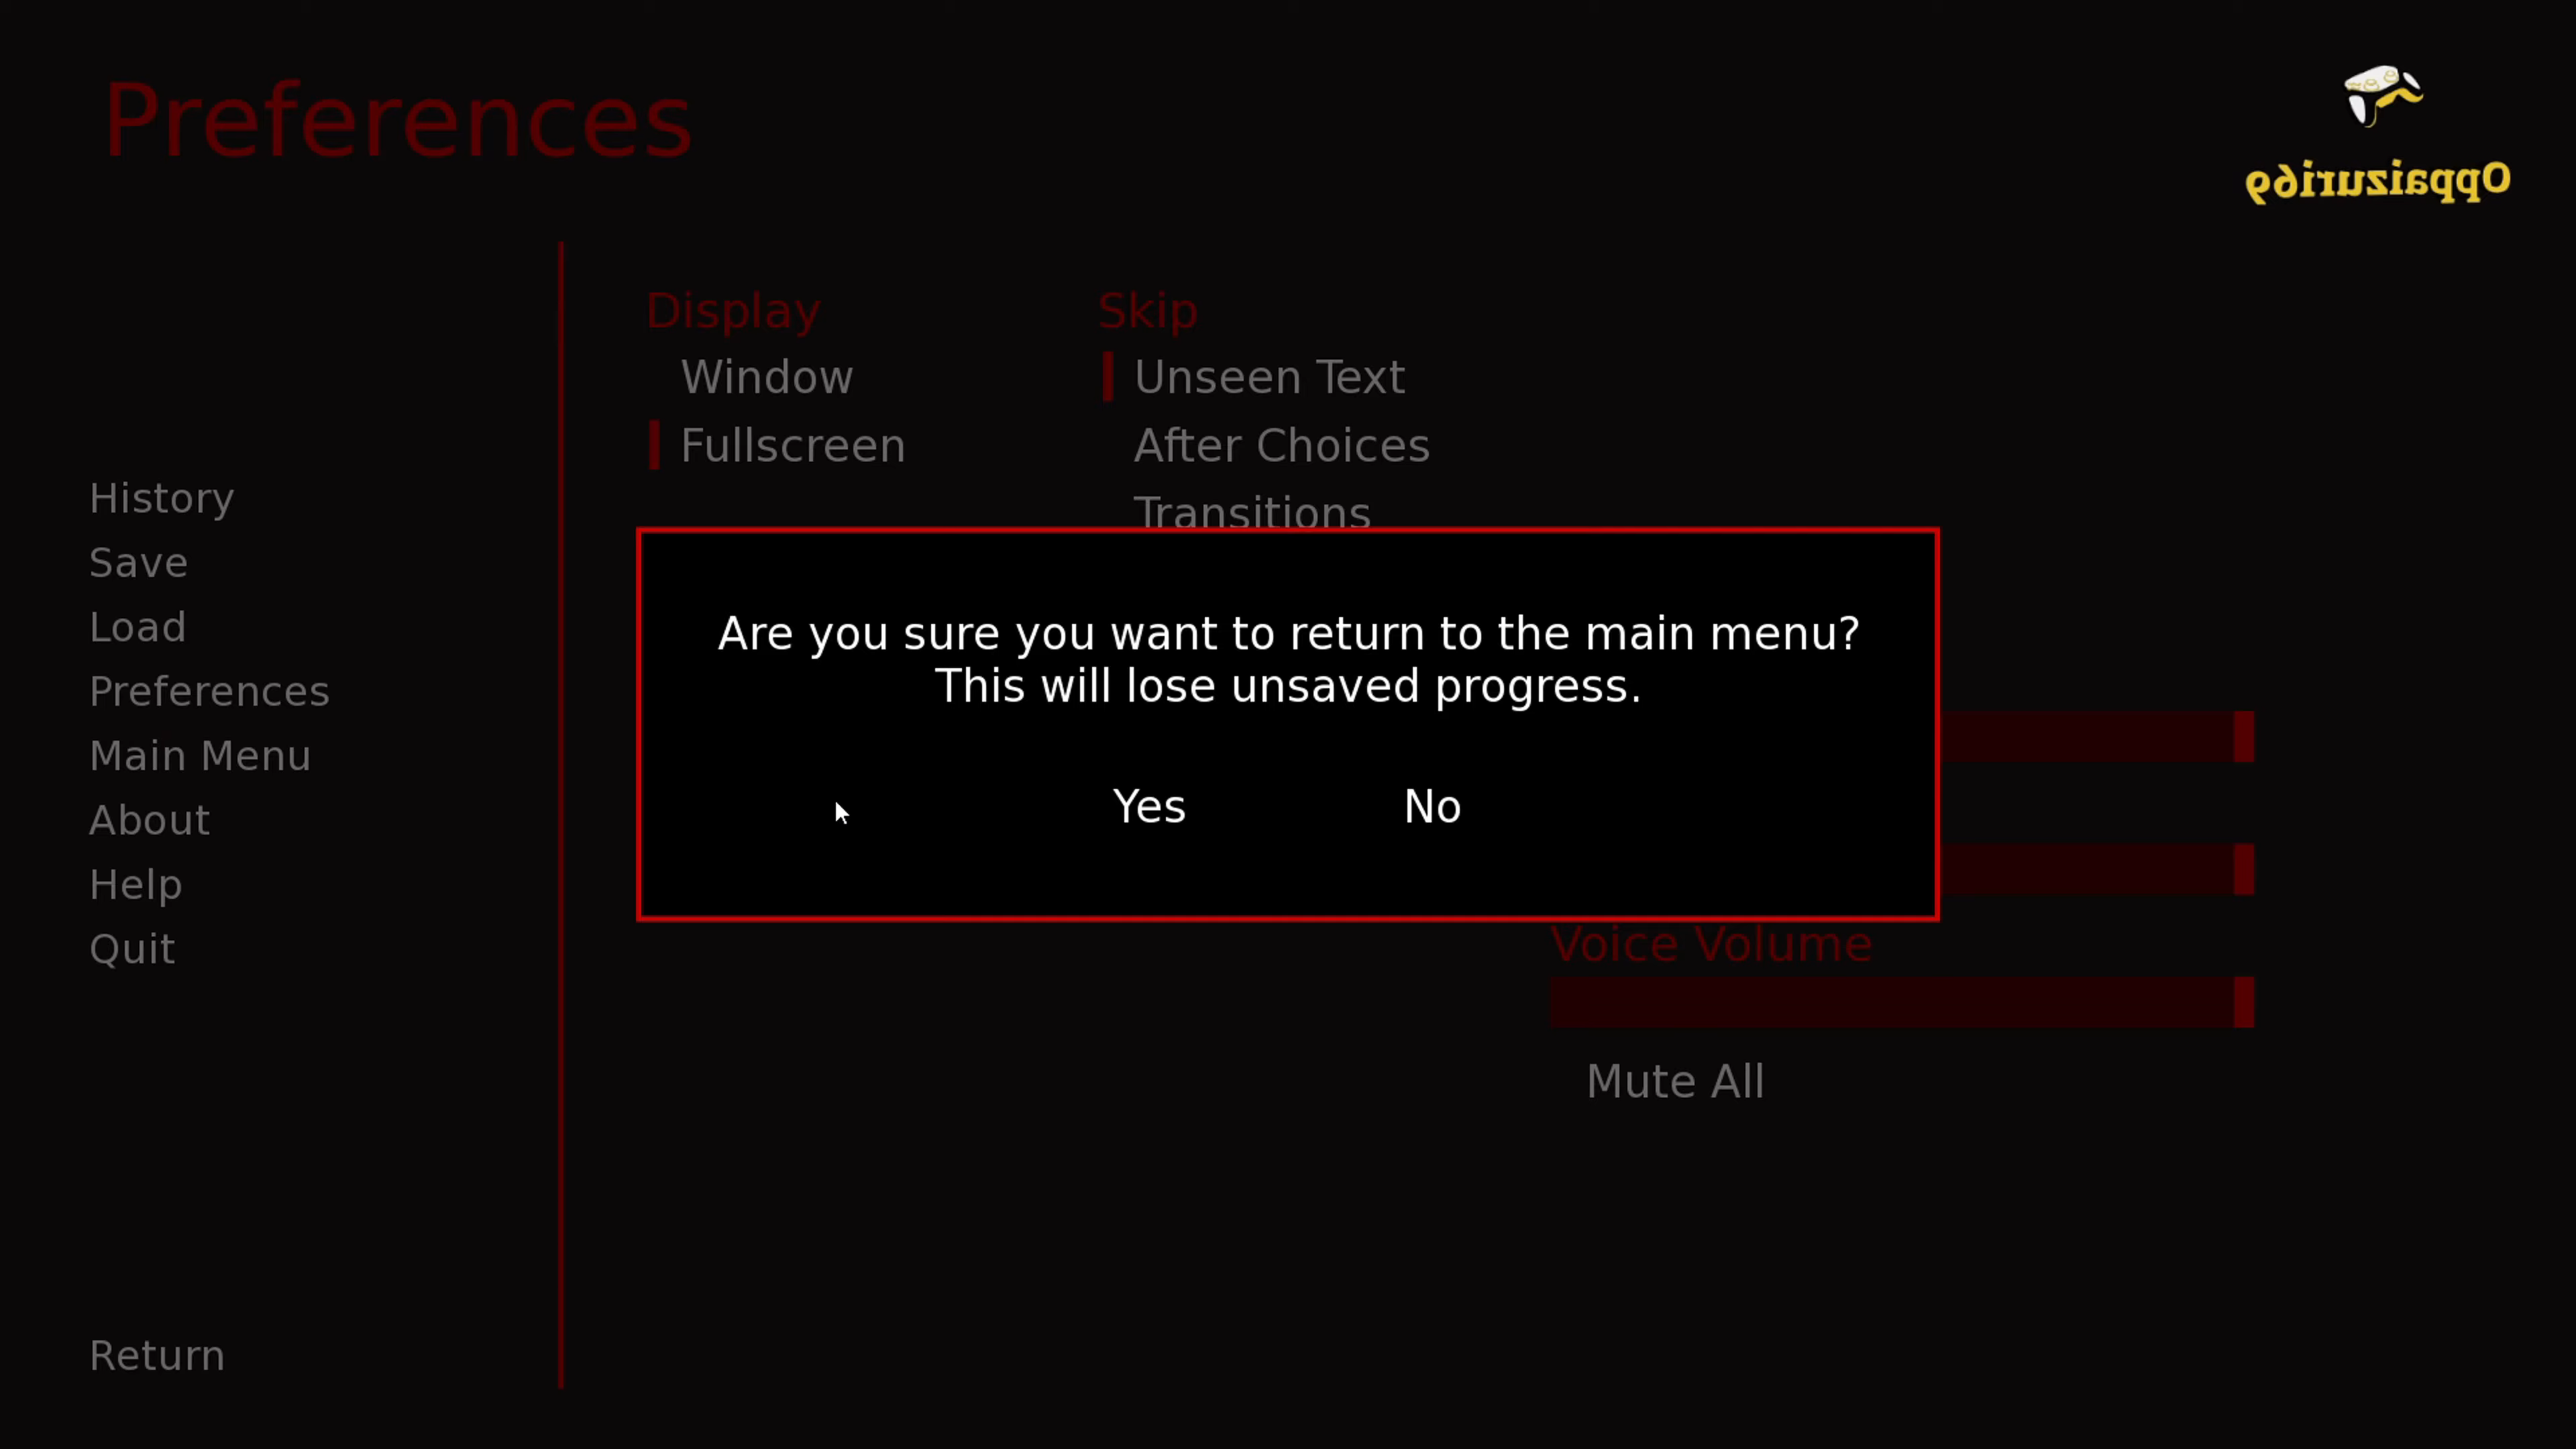 Preferences
Oppaizuri69
Display
Skip
Window
Unseen Text
Fullscreen
After Choices
Transitions
History
Save
Load
Preferences
Main Menu
About
Help
Quit
Are you sure you want to return to the main menu?
This will lose unsaved progress.
Yes
No
Voice Volume
Mute All
Return